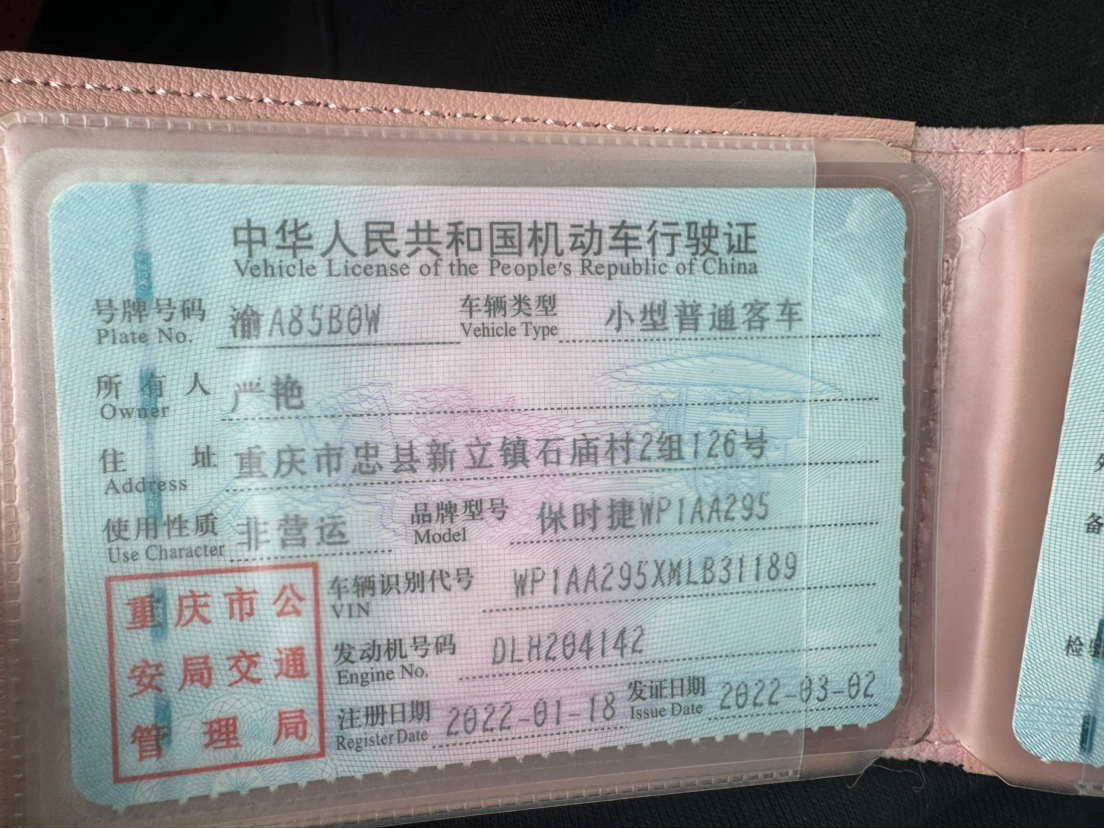 中华人民共和国机动车行驶证
Vehicle License of the People's Republic of China
号牌号码 渝A85B0W 车辆类型 小型普通客车
Plate No. Vehicle Type
所有人 严艳
Owner
住址 重庆市忠县新立镇石庙村2组126号
Address
使用性质 非营运 品牌型号 保时捷WP1AA295
Use Character Model
车辆识别代号 WP1AA295XMLB31189
VIN
发动机号码 DLH204142
Engine No.
注册日期 2022-01-18 发证日期 2022-03-02
Register Date Issue Date
重庆市公
安局交通
管理局
备
检验